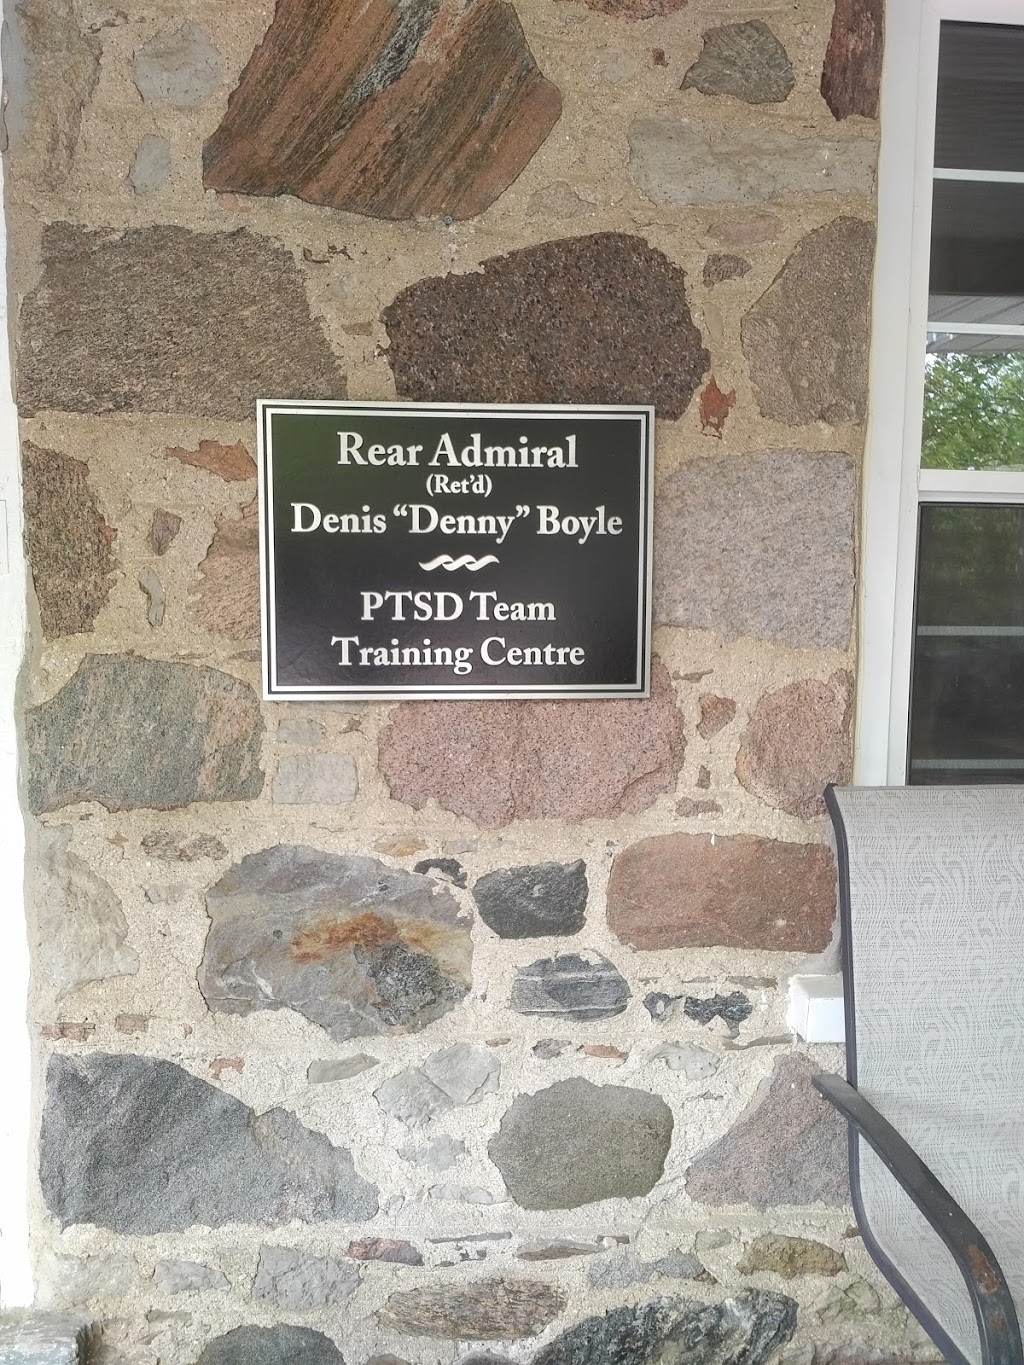 Rear Admiral
(Ret'd)
Denis “Denny” Boyle
PTSD Team
Training Centre